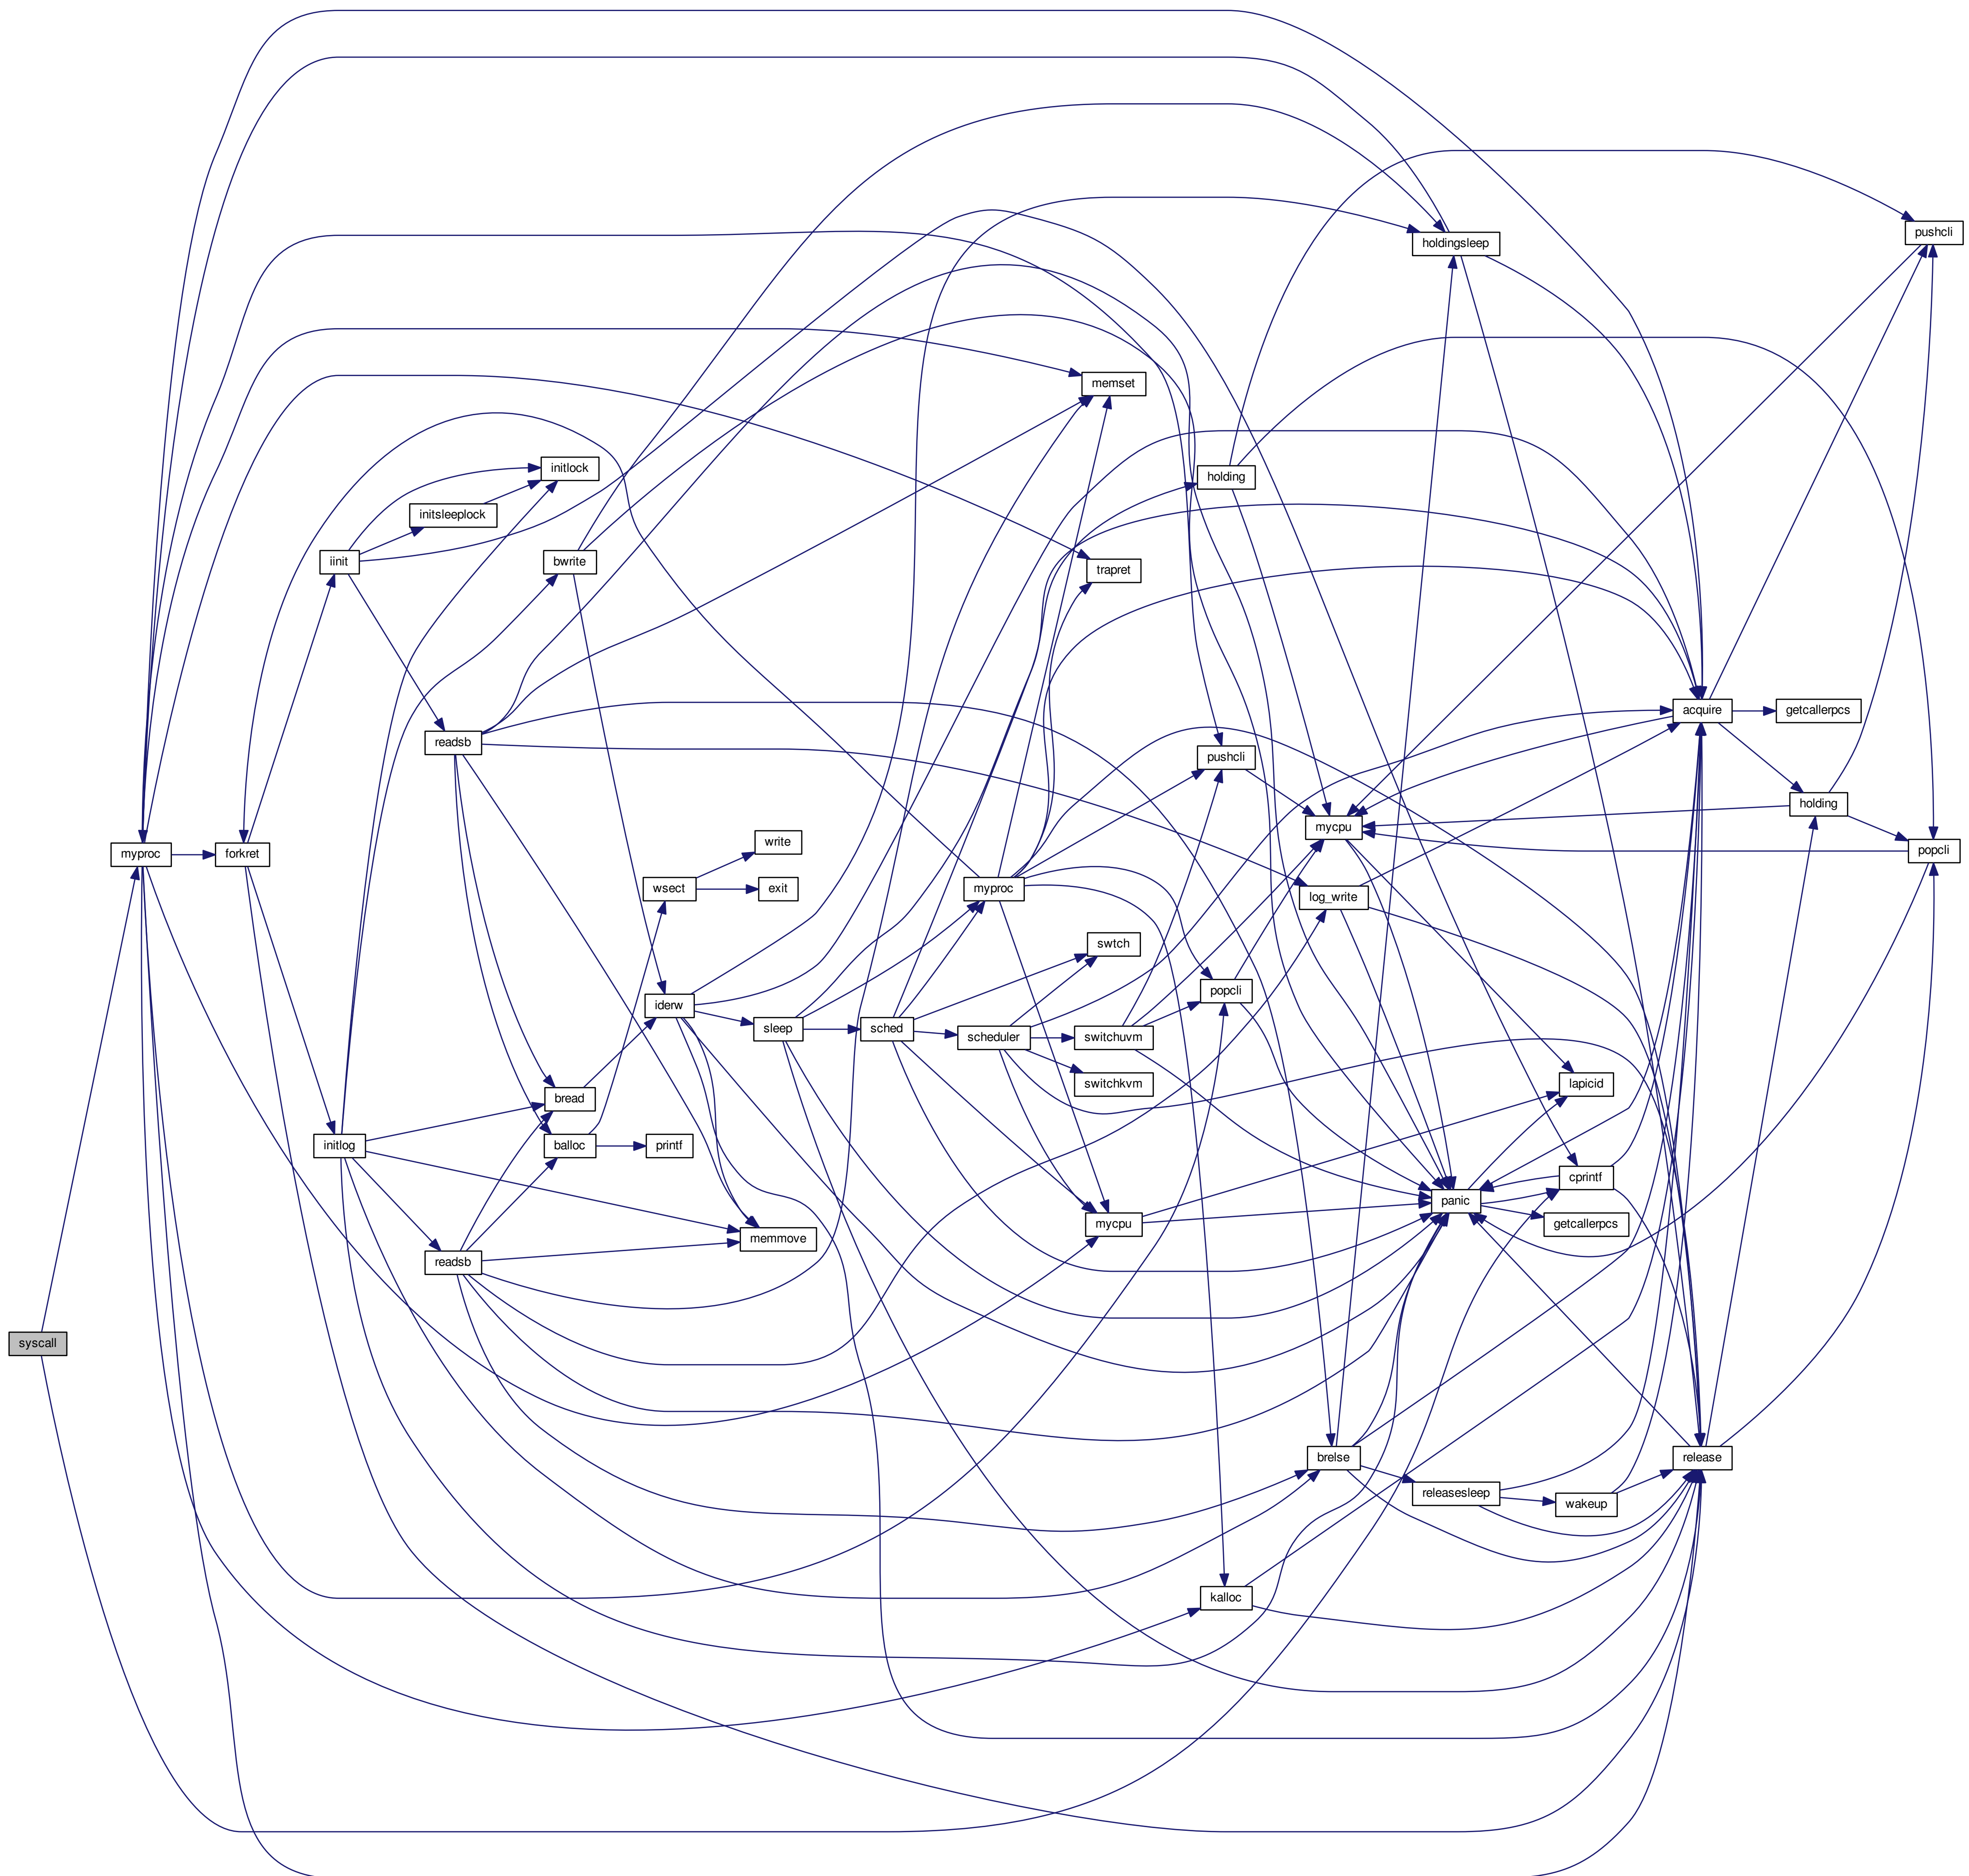 pushcli
holdingsleep
memset
initlock
holding
initsleeplock
iinit
bwrite
trapret
acquire
getcallerpcs
readsb
pushcli
holding
mycpu
write
myproc
forkret
popcli
wsect
exit
myproc
log_write
swtch
popcli
iderw
sleep
sched
scheduler
switchuvm
switchkvm
lapicid
bread
initlog
balloc
printf
cprintf
panic
mycpu
getcallerpcs
memmove
readsb
syscall
brelse
release
releasesleep
wakeup
kalloc